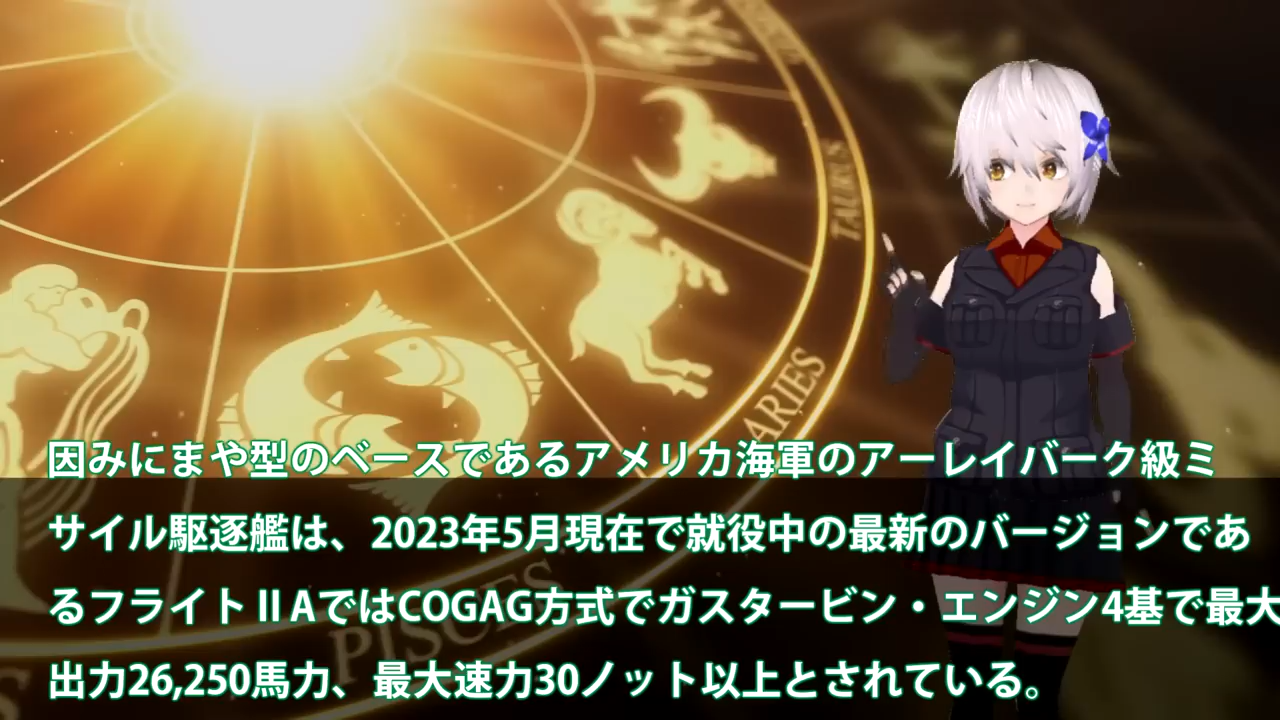 TAURUS
ARIES
PISCES
因みにまや型のベースであるアメリカ海軍のアーレイバーク級ミ
サイル駆逐艦は、2023年5月現在で就役中の最新のバージョンであ
るフライトⅡAではCOGAG方式でガスタービン・エンジン4基で最大
出力26,250馬力、最大速力30ノット以上とされている。